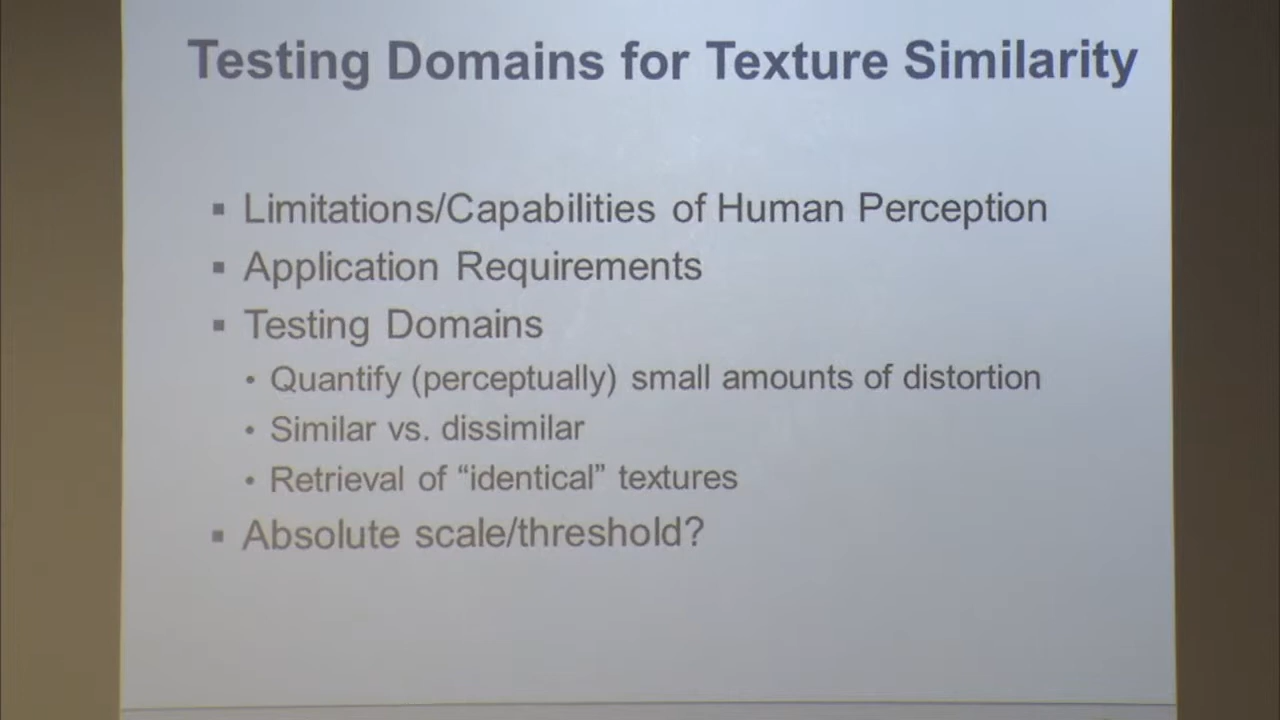 Testing Domains for Texture Similarity
▪ Limitations/Capabilities of Human Perception
▪ Application Requirements
▪ Testing Domains
• Quantify (perceptually) small amounts of distortion
• Similar vs. dissimilar
• Retrieval of “identical” textures
▪ Absolute scale/threshold?